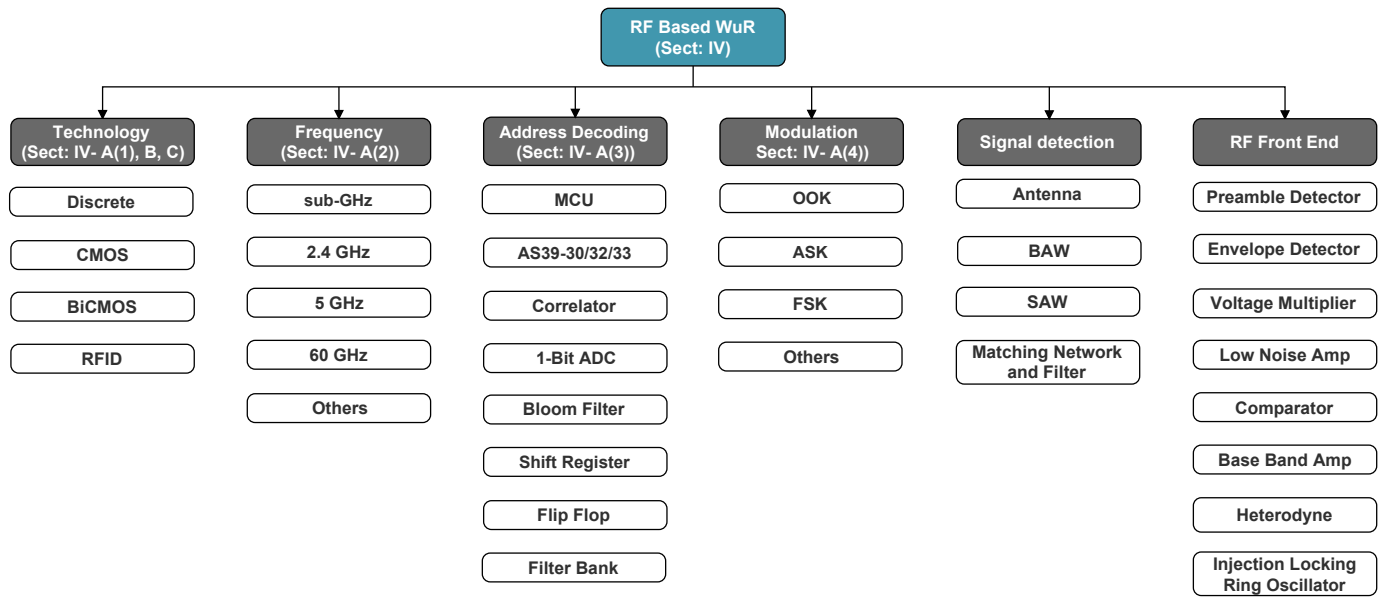 RF Based WuR
(Sect: IV)
Technology
(Sect: IV- A(1), B, C)
Discrete
CMOS
BiCMOS
RFID
Frequency
(Sect: IV- A(2))
sub-GHz
2.4 GHz
5 GHz
60 GHz
Others
Address Decoding
(Sect: IV- A(3))
MCU
AS39-30/32/33
Correlator
1-Bit ADC
Bloom Filter
Shift Register
Flip Flop
Filter Bank
Modulation
Sect: IV- A(4))
OOK
ASK
FSK
Others
Signal detection
Antenna
BAW
SAW
Matching Network
and Filter
RF Front End
Preamble Detector
Envelope Detector
Voltage Multiplier
Low Noise Amp
Comparator
Base Band Amp
Heterodyne
Injection Locking
Ring Oscillator